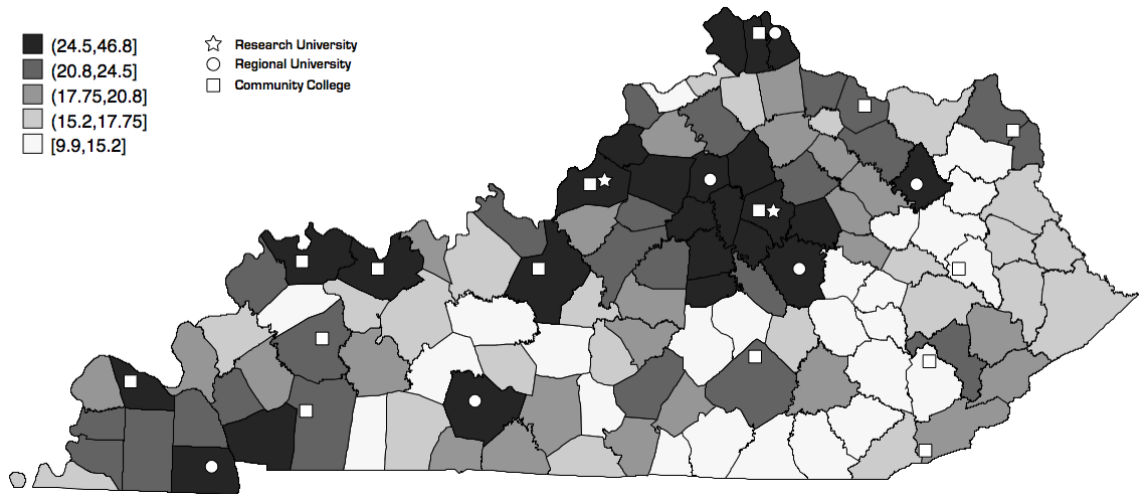 (24.5,46.8]
(20.8,24.5]
(17.75,20.8]
(15.2,17.75]
[9.9,15.2]
Research University
Regional University
Community College